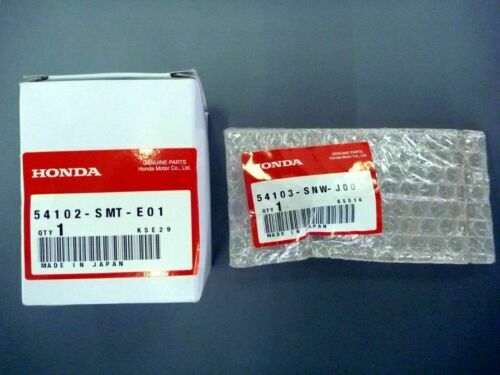 GENUINE PARTS
Honda Motor Co., Ltd.
HONDA
54102-SMT-E01
QTY 1 K5E29
MADE IN JAPAN
GENUINE PARTS
Honda Motor Co., Ltd.
HONDA
54103-SNW-J00
QTY 1 K5S16
MADE IN JAPAN